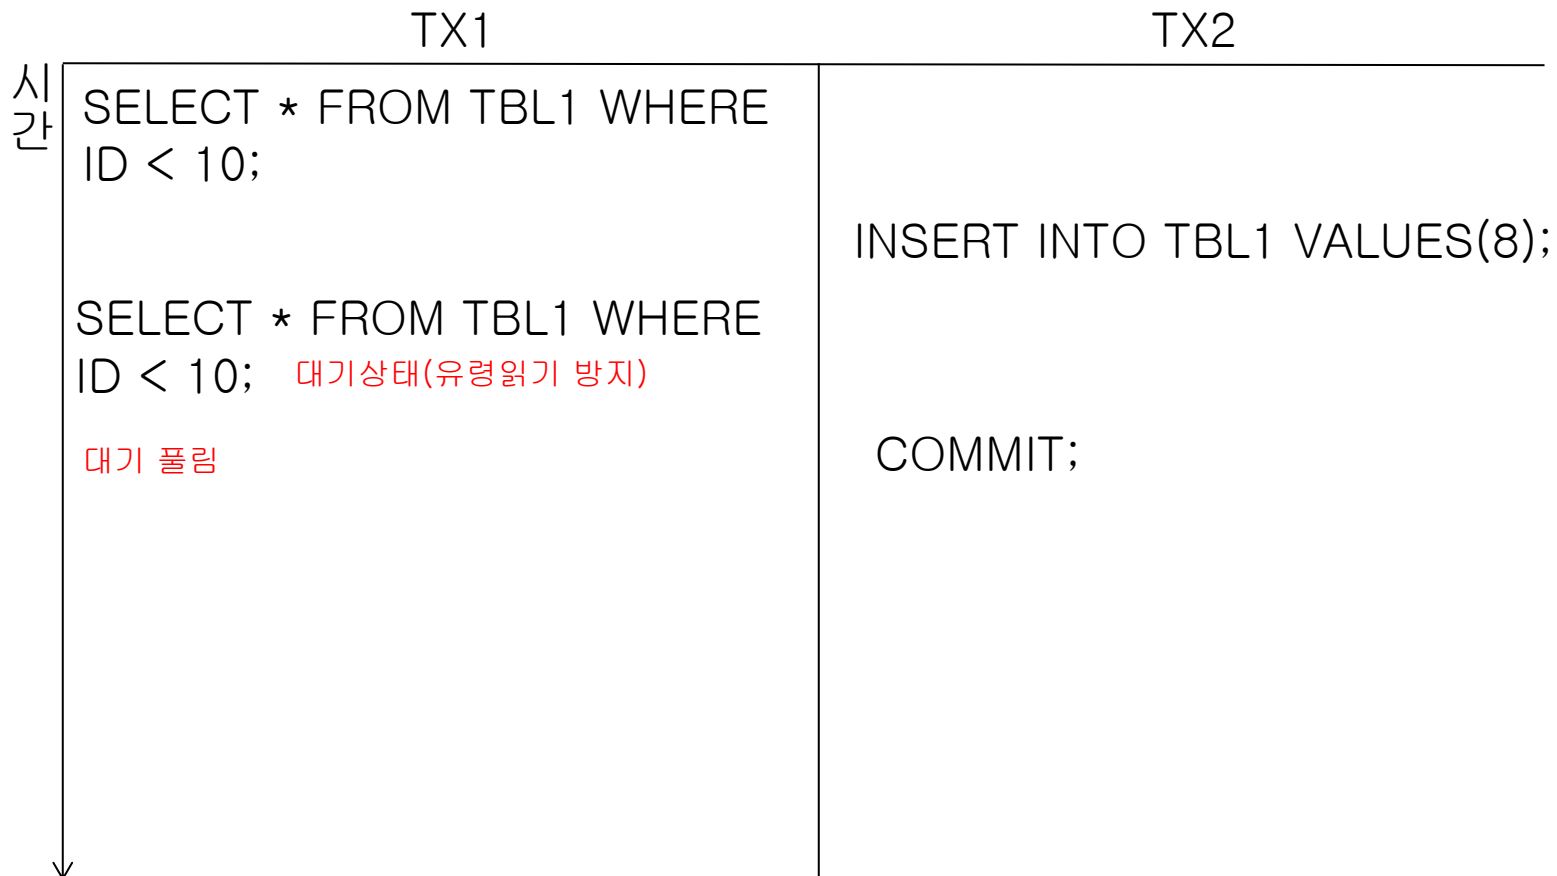 TX1
TX2
시
간
SELECT * FROM TBL1 WHERE
ID < 10;
INSERT INTO TBL1 VALUES(8);
SELECT * FROM TBL1 WHERE
ID < 10; 대기상태(유령읽기 방지)
대기 풀림
COMMIT;